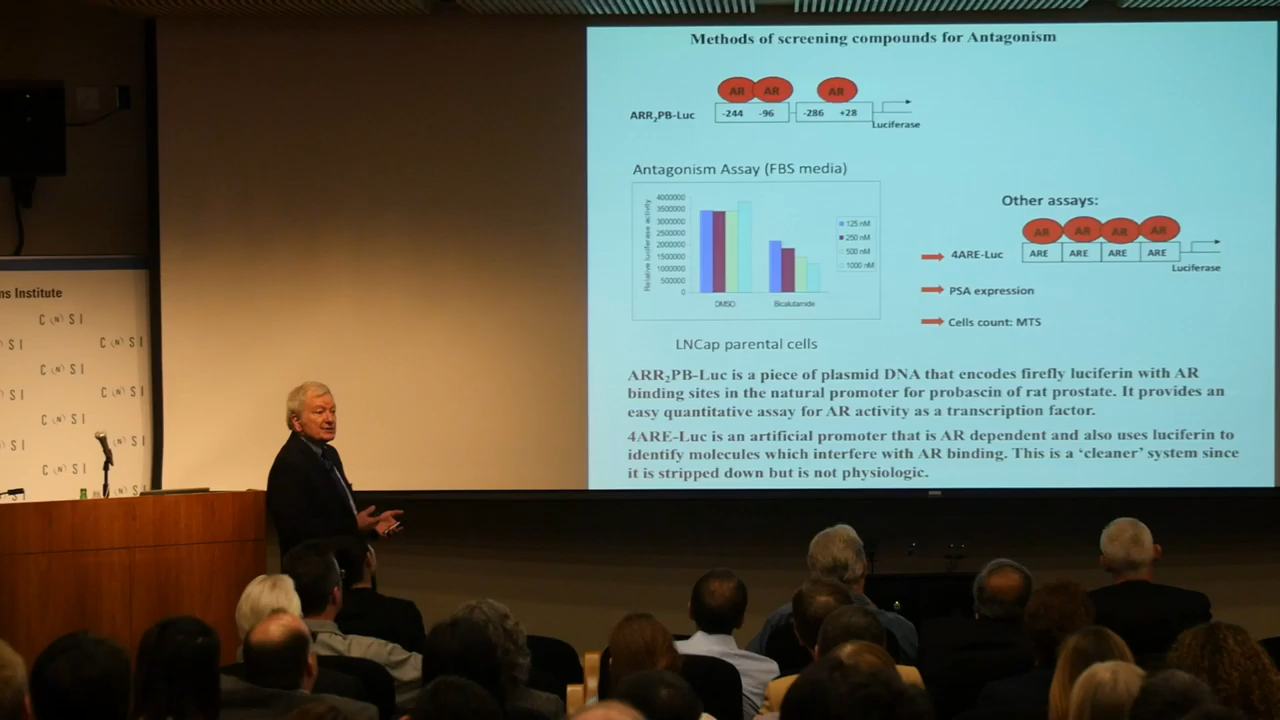 Methods of screening compounds for Antagonism
AR AR AR
ARR2PB-Luc -244 -96 -286 +28
Luciferase
Antagonism Assay (FBS media)
Relative luciferase activity
4000000
3500000
3000000
2500000
2000000
1500000
1000000
500000
0
DMSO Bicalutamide
125 nM
250 nM
500 nM
1000 nM
LNCap parental cells
Other assays:
AR AR AR AR
4ARE-Luc ARE ARE ARE ARE
Luciferase
PSA expression
Cells count: MTS
ARR2PB-Luc is a piece of plasmid DNA that encodes firefly luciferin with AR
binding sites in the natural promoter for probascin of rat prostate. It provides an
easy quantitative assay for AR activity as a transcription factor.
4ARE-Luc is an artificial promoter that is AR dependent and also uses luciferin to
identify molecules which interfere with AR binding. This is a ‘cleaner’ system since
it is stripped down but is not physiologic.
ns Institute
C (N) S I
S I C (N) S I
C (N) S I
S I C (N) S I
C (N) S I
S I (N) S I
C (N) S I
S I (N) S I